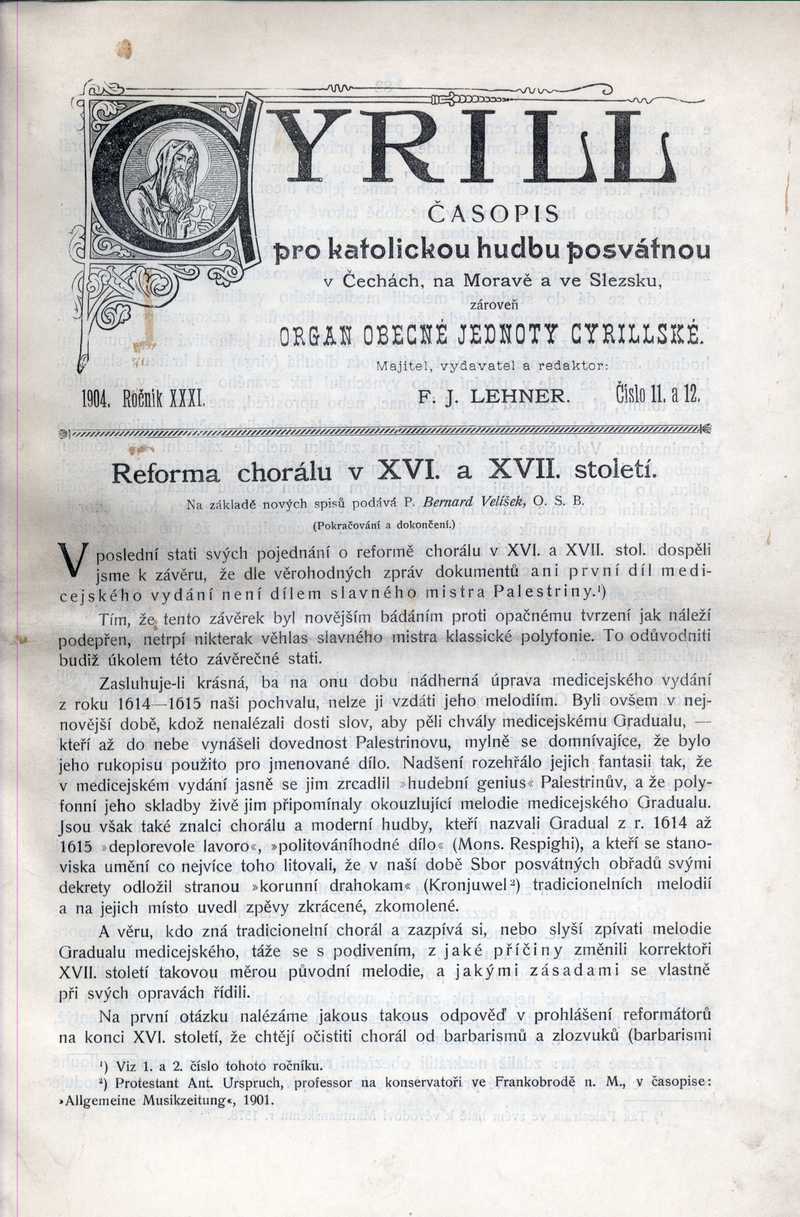 CYRILL
ČASOPIS
pro katolickou hudbu posvátnou
v Čechách, na Moravě a ve Slezsku,
zároveň
ORGAN OBECNÉ JEDNOTY CYRILLSKÉ.
Majitel, vydavatel a redaktor:
1904. Ročník XXXI. F. J. LEHNER. Číslo 11. a 12.
Reforma chorálu v XVI. a XVII. století.
Na základě nových spisů podává P. Bernard Velíšek, O. S. B.
(Pokračování a dokončení.)
V poslední stati svých pojednání o reformě chorálu v XVI. a XVII. stol. dospěli
jsme k závěru, že dle věrohodných zpráv dokumentů ani první díl medi-
cejského vydání není dílem slavného mistra Palestriny.¹)
Tím, že tento závěrek byl novějším bádáním proti opačnému tvrzení jak náleží
podepřen, netrpí nikterak věhlas slavného mistra klassické polyfonie. To odůvodniti
budiž úkolem této závěrečné stati.
Zasluhuje-li krásná, ba na onu dobu nádherná úprava medicejského vydání
z roku 1614—1615 naši pochvalu, nelze ji vzdáti jeho melodiím. Byli ovšem v nej-
novější době, kdož nenalézali dosti slov, aby pěli chvály medicejskému Gradualu, —
kteří až do nebe vynášeli dovednost Palestrinovu, mylně se domnívajíce, že bylo
jeho rukopisu použito pro jmenované dílo. Nadšení rozehřálo jejich fantasii tak, že
v medicejském vydání jasně se jim zrcadlil »hudební genius« Palestrinův, a že poly-
fonní jeho skladby živě jim připomínaly okouzlující melodie medicejského Gradualu.
Jsou však také znalci chorálu a moderní hudby, kteří nazvali Gradual z r. 1614 až
1615 »deplorevole lavoro«, »politováníhodné dílo« (Mons. Respighi), a kteří se stano-
viska umění co nejvíce toho litovali, že v naší době Sbor posvátných obřadů svými
dekrety odložil stranou »korunní drahokam« (Kronjuwel²) tradicionelních melodií
a na jejich místo uvedl zpěvy zkrácené, zkomolené.
A věru, kdo zná tradicionelní chorál a zazpívá si, nebo slyší zpívati melodie
Gradualu medicejského, táže se s podivením, z jaké příčiny změnili korrektoři
XVII. století takovou měrou původní melodie, a jakými zásadami se vlastně
při svých opravách řídili.
Na první otázku nalézáme jakous takous odpověď v prohlášení reformátorů
na konci XVI. století, že chtějí očistiti chorál od barbarismů a zlozvuků (barbarismi
¹) Viz 1. a 2. číslo tohoto ročníku.
²) Protestant Ant. Urspruch, professor na konservatoři ve Frankobrodě n. M., v časopise:
»Allgemeine Musikzeitung«, 1901.